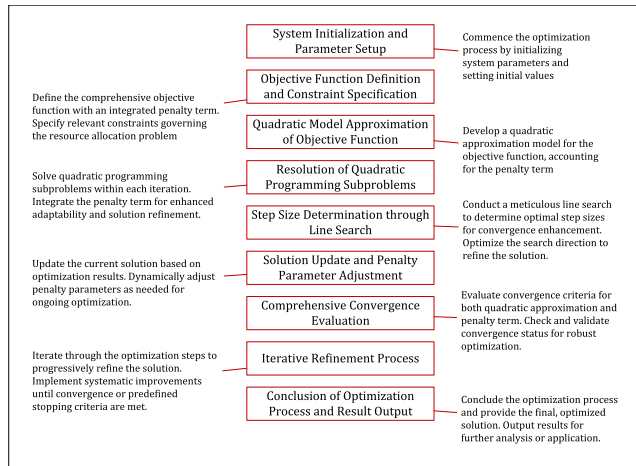 System Initialization and
Parameter Setup
Commence the optimization
process by initializing
system parameters and
setting initial values
Objective Function Definition
and Constraint Specification
Define the comprehensive objective
function with an integrated penalty term.
Specify relevant constraints governing
the resource allocation problem
Quadratic Model Approximation
of Objective Function
Develop a quadratic
approximation model for the
objective function, accounting
for the penalty term
Resolution of Quadratic
Programming Subproblems
Solve quadratic programming
subproblems within each iteration.
Integrate the penalty term for enhanced
adaptability and solution refinement.
Step Size Determination through
Line Search
Conduct a meticulous line search
to determine optimal step sizes
for convergence enhancement.
Optimize the search direction to
refine the solution.
Solution Update and Penalty
Parameter Adjustment
Update the current solution based on
optimization results. Dynamically adjust
penalty parameters as needed for
ongoing optimization.
Comprehensive Convergence
Evaluation
Evaluate convergence criteria for
both quadratic approximation and
penalty term. Check and validate
convergence status for robust
optimization.
Iterative Refinement Process
Iterate through the optimization steps to
progressively refine the solution.
Implement systematic improvements
until convergence or predefined
stopping criteria are met.
Conclusion of Optimization
Process and Result Output
Conclude the optimization process
and provide the final, optimized
solution. Output results for
further analysis or application.